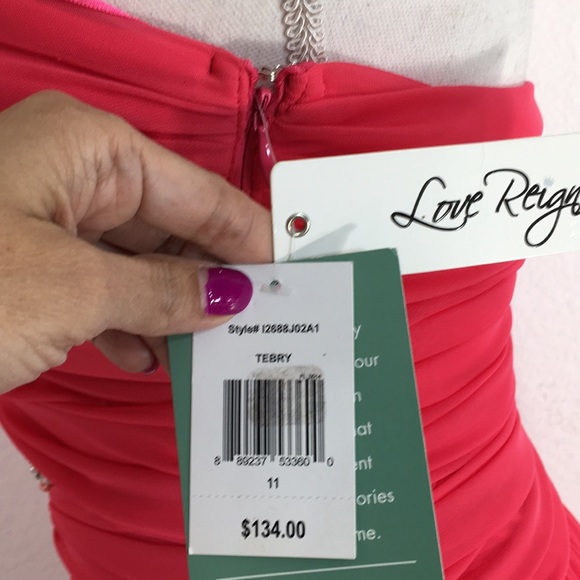 Love Reign
Style# I2688J02A1
TEBRY
8 89237 53360 0
11
$134.00
y
our
n
at
ent
ories
me.